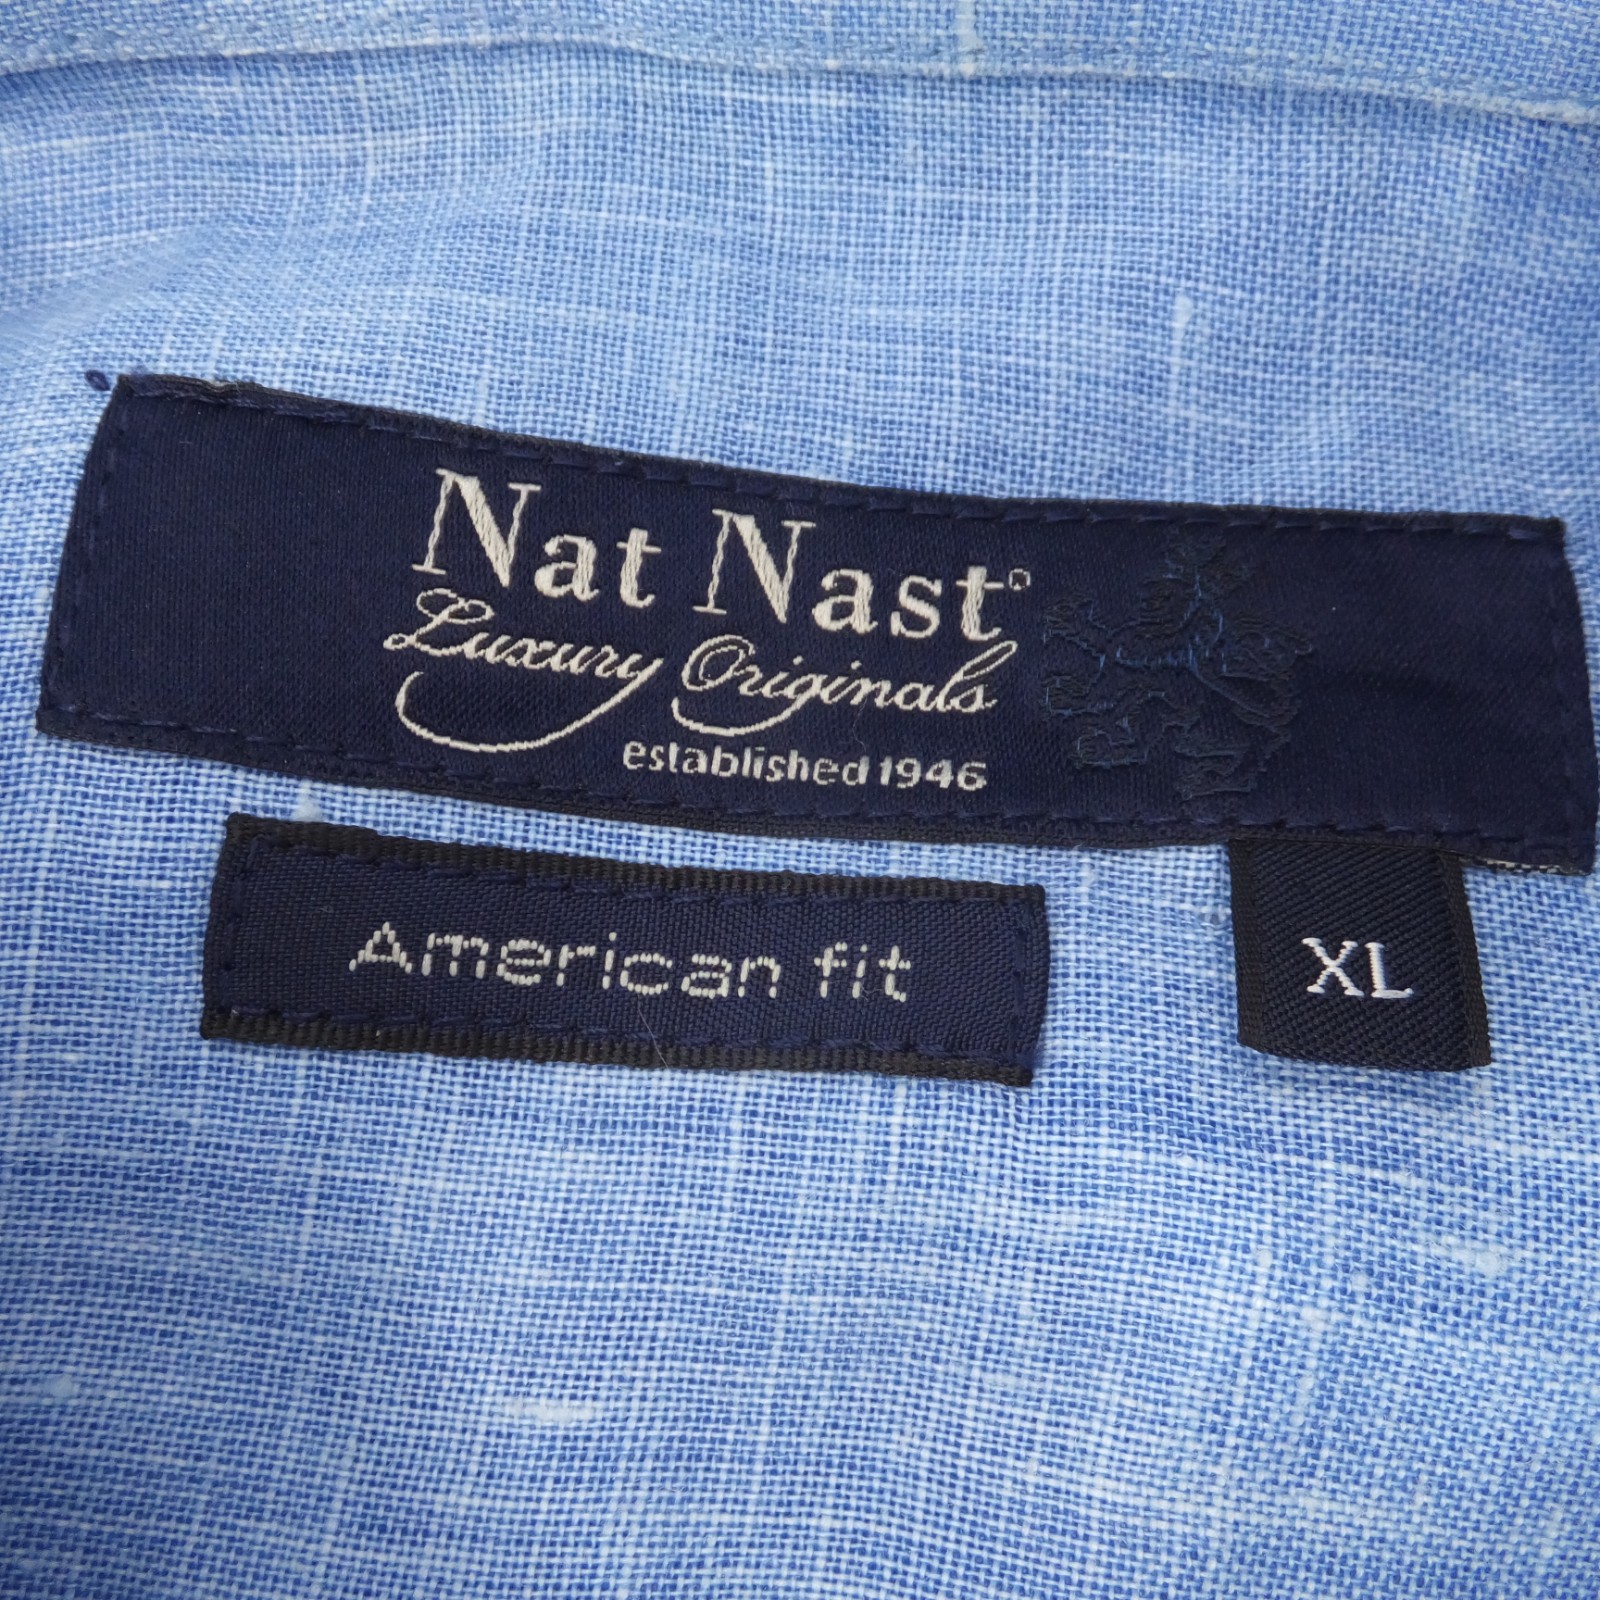 Nat Nast
Luxury Originals
established 1946
American fit
XL